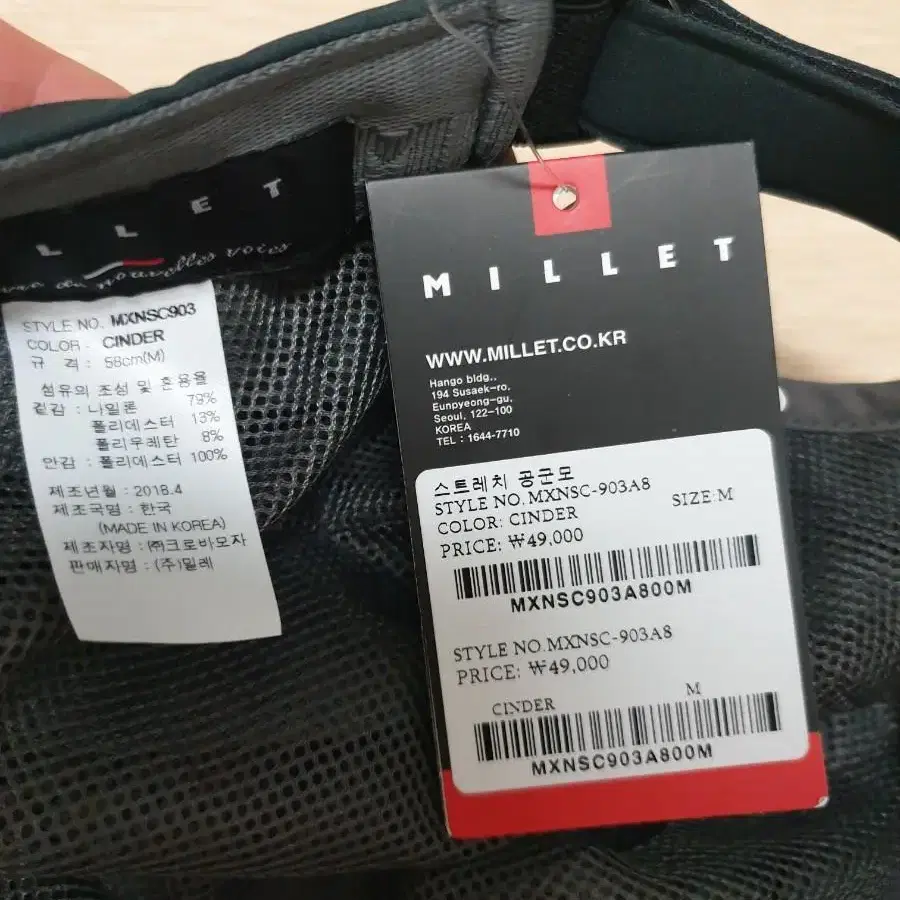 L L E T
nouvelles voies
STYLE NO. MXNSC903
COLOR : CINDER
규 격 : 58cm(M)
섬유의 조성 및 혼용율
겉감 : 나일론 79%
폴리에스터 13%
폴리우레탄 8%
안감 : 폴리에스터 100%
제조년월 : 2018.4
제조국명 : 한국
(MADE IN KOREA)
제조자명 : ㈜크로바모자
판매자명 : (주)밀레
MILLET
WWW.MILLET.CO.KR
Hango bldg.,
194 Susaek-ro,
Eunpyeong-gu,
Seoul, 122-100
KOREA
TEL : 1644-7710
스트레치 공군모
STYLE NO.MXNSC-903A8
COLOR: CINDER SIZE:M
PRICE: ₩49,000
MXNSC903A800M
STYLE NO.MXNSC-903A8
PRICE: ₩49,000
CINDER M
MXNSC903A800M